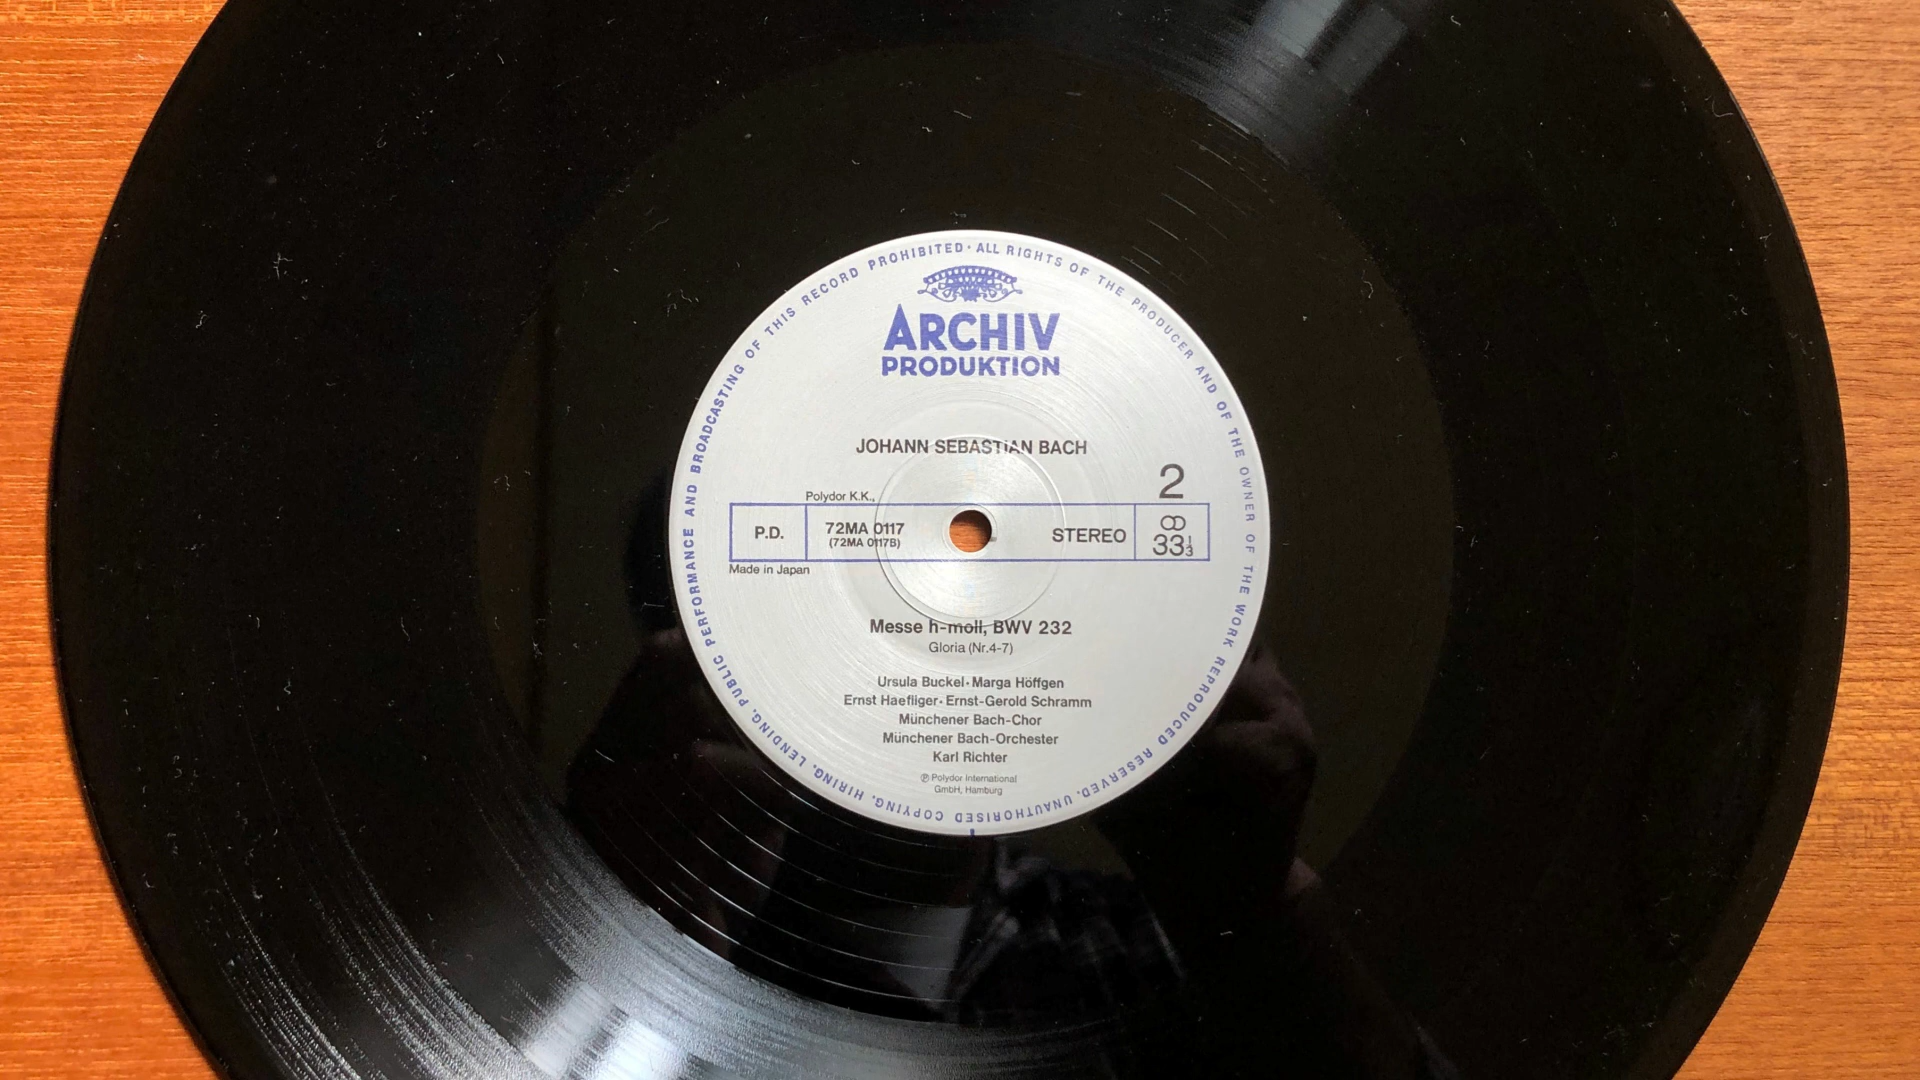 PUBLIC PERFORMANCE AND BROADCASTING OF THIS RECORD PROHIBITED · ALL RIGHTS OF THE PRODUCER AND OF THE OWNER OF THE WORK REPRODUCED RESERVED. UNAUTHORISED COPYING, HIRING, LENDING,
ARCHIV
PRODUKTION
JOHANN SEBASTIAN BACH
2
Polydor K.K.,
P.D.
72MA 0117
(72MA 0117B)
STEREO
33 1/3
Made in Japan
Messe h-moll, BWV 232
Gloria (Nr.4-7)
Ursula Buckel · Marga Höffgen
Ernst Haefliger · Ernst-Gerold Schramm
Münchener Bach-Chor
Münchener Bach-Orchester
Karl Richter
℗ Polydor International
GmbH, Hamburg